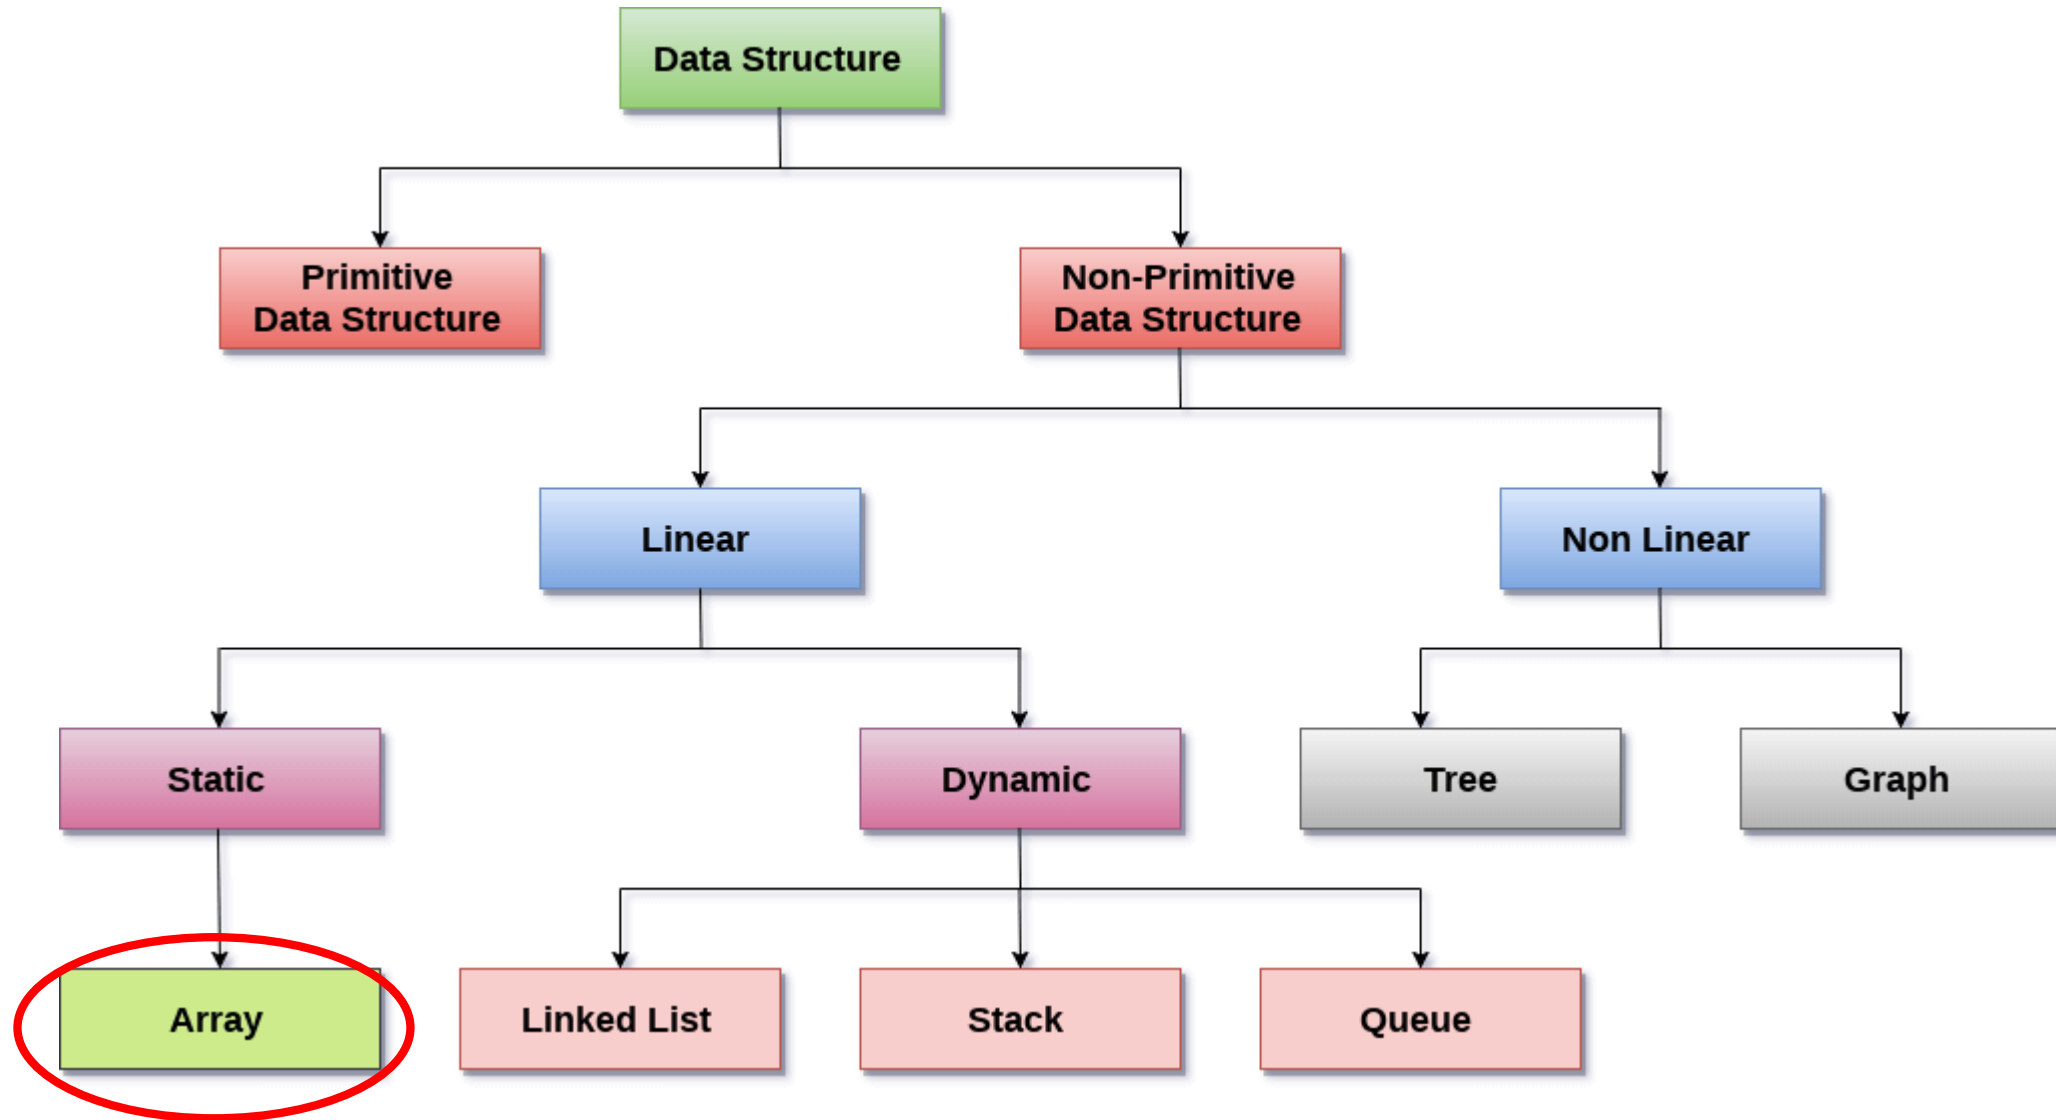 Data Structure
Primitive
Data Structure
Non-Primitive
Data Structure
Linear
Non Linear
Static
Dynamic
Tree
Graph
Array
Linked List
Stack
Queue